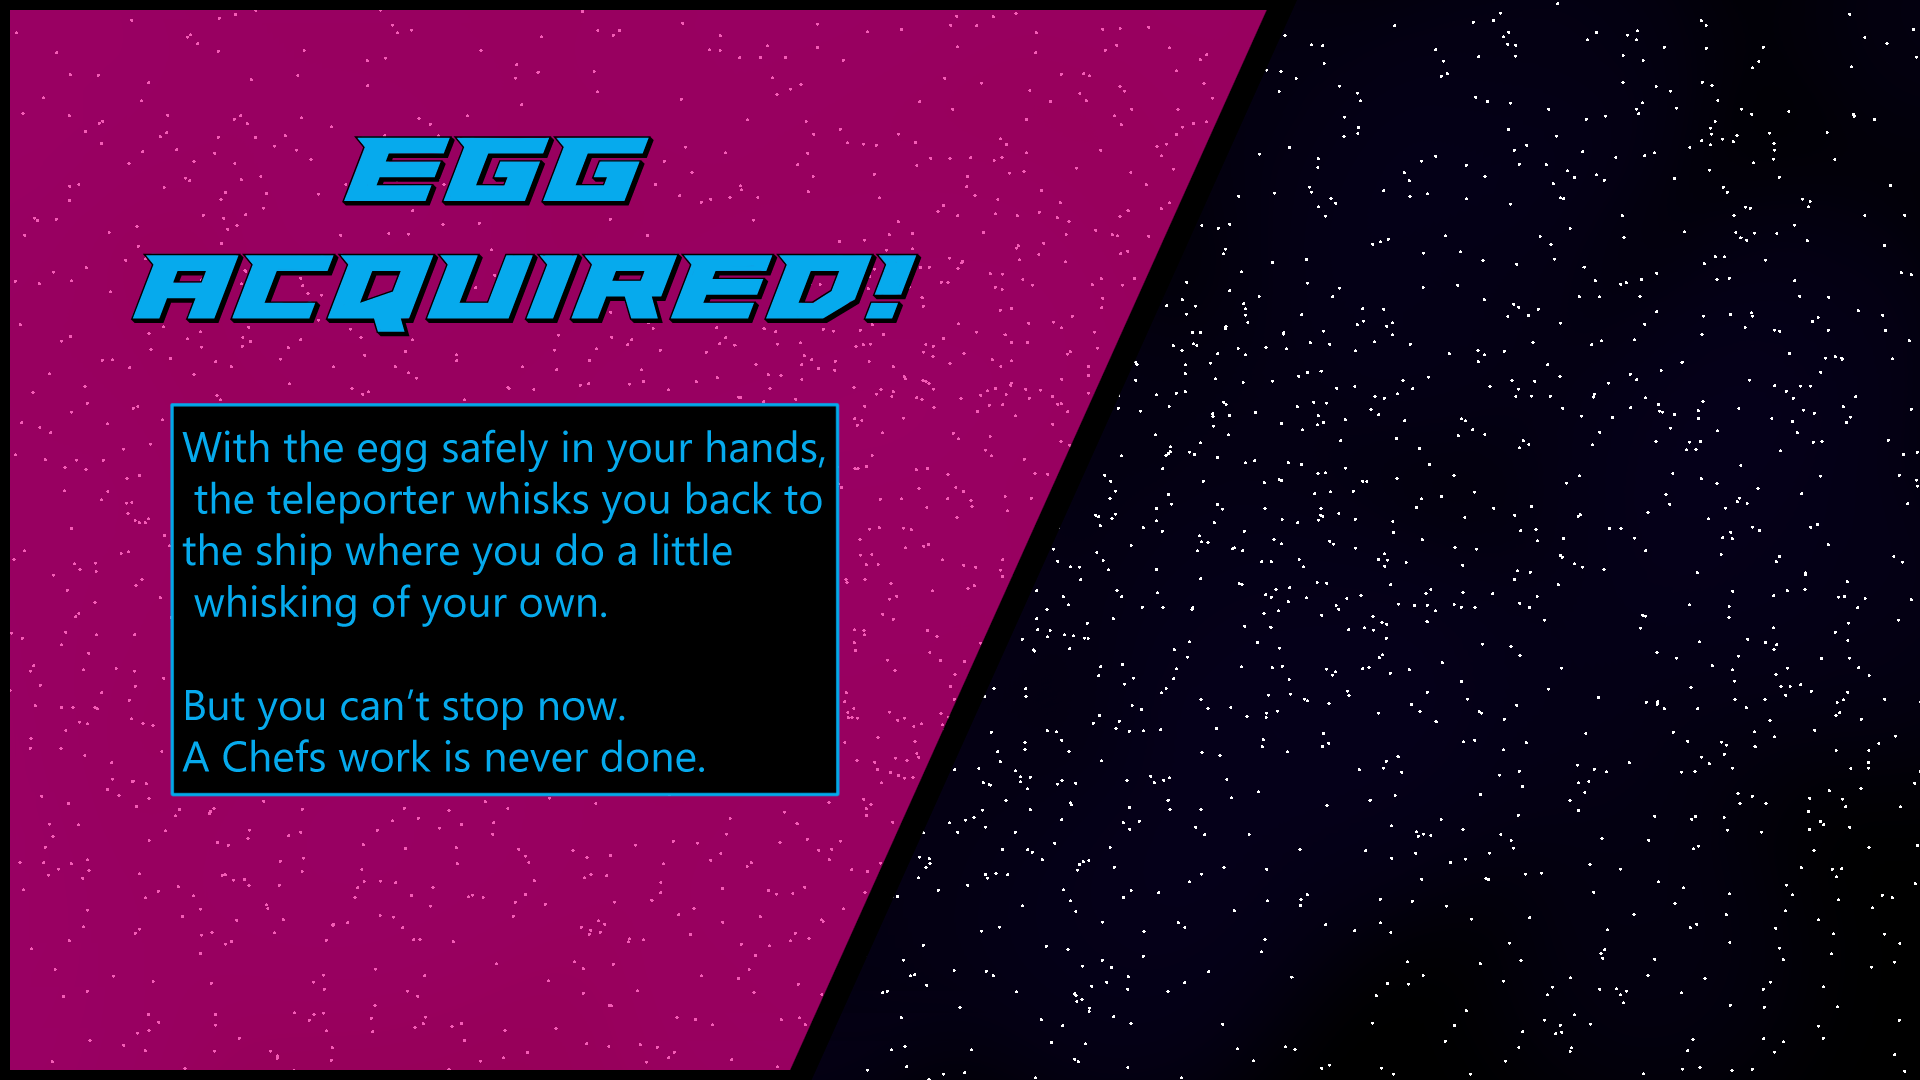 EGG
ACQUIRED!
With the egg safely in your hands,
the teleporter whisks you back to
the ship where you do a little
whisking of your own.
But you can’t stop now.
A Chefs work is never done.